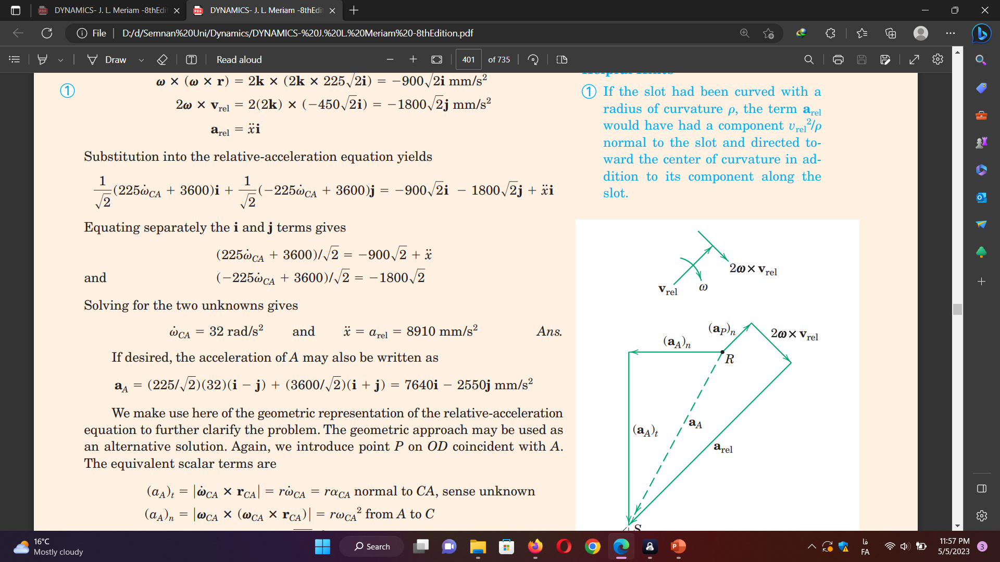 DYNAMICS- J. L. Meriam -8thEdi
DYNAMICS- J. L. Meriam -8thEdit
File
D:/d/Semnan%20Uni/Dynamics/DYNAMICS-%20J.%20L.%20Meriam%20-8thEdition.pdf
Draw
Read aloud
401
of 735
①
ω × (ω × r) = 2k × (2k × 225√2i) = −900√2i mm/s²
2ω × v_rel = 2(2k) × (−450√2i) = −1800√2j mm/s²
a_rel = ẍi
Substitution into the relative-acceleration equation yields
1/√2 (225ω̇_CA + 3600)i + 1/√2 (−225ω̇_CA + 3600)j = −900√2i − 1800√2j + ẍi
Equating separately the i and j terms gives
(225ω̇_CA + 3600)/√2 = −900√2 + ẍ
and (−225ω̇_CA + 3600)/√2 = −1800√2
Solving for the two unknowns gives
ω̇_CA = 32 rad/s² and ẍ = a_rel = 8910 mm/s² Ans.
If desired, the acceleration of A may also be written as
a_A = (225/√2)(32)(i − j) + (3600/√2)(i + j) = 7640i − 2550j mm/s²
We make use here of the geometric representation of the relative-acceleration
equation to further clarify the problem. The geometric approach may be used as
an alternative solution. Again, we introduce point P on OD coincident with A.
The equivalent scalar terms are
(a_A)_t = |ω̇_CA × r_CA| = rω̇_CA = rα_CA normal to CA, sense unknown
(a_A)_n = |ω_CA × (ω_CA × r_CA)| = rω_CA² from A to C
Helpful Hints
① If the slot had been curved with a
radius of curvature ρ, the term a_rel
would have had a component v_rel²/ρ
normal to the slot and directed to-
ward the center of curvature in ad-
dition to its component along the
slot.
2ω × v_rel
v_rel
ω
(a_P)_n
2ω × v_rel
(a_A)_n
R
(a_A)_t
a_A
a_rel
S
16°C
Mostly cloudy
Search
فا
FA
11:57 PM
5/5/2023
3